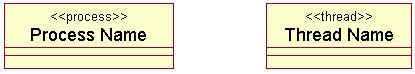 <<process>>
Process Name
<<thread>>
Thread Name